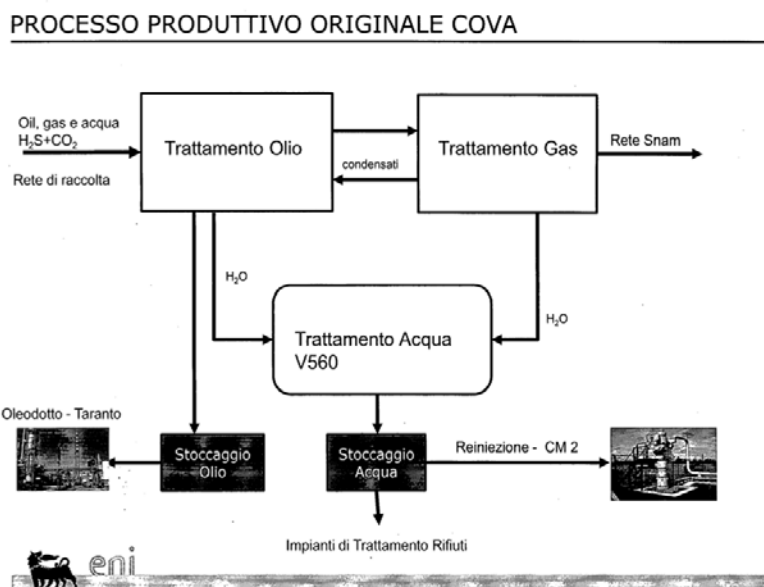 PROCESSO PRODUTTIVO ORIGINALE COVA
Oil, gas e acqua
H₂S+CO₂
Rete di raccolta
Trattamento Olio
condensati
Trattamento Gas
Rete Snam
H₂O
H₂O
Trattamento Acqua
V560
Oleodotto - Taranto
Stoccaggio
Olio
Stoccaggio
Acqua
Reiniezione - CM 2
Impianti di Trattamento Rifiuti
eni